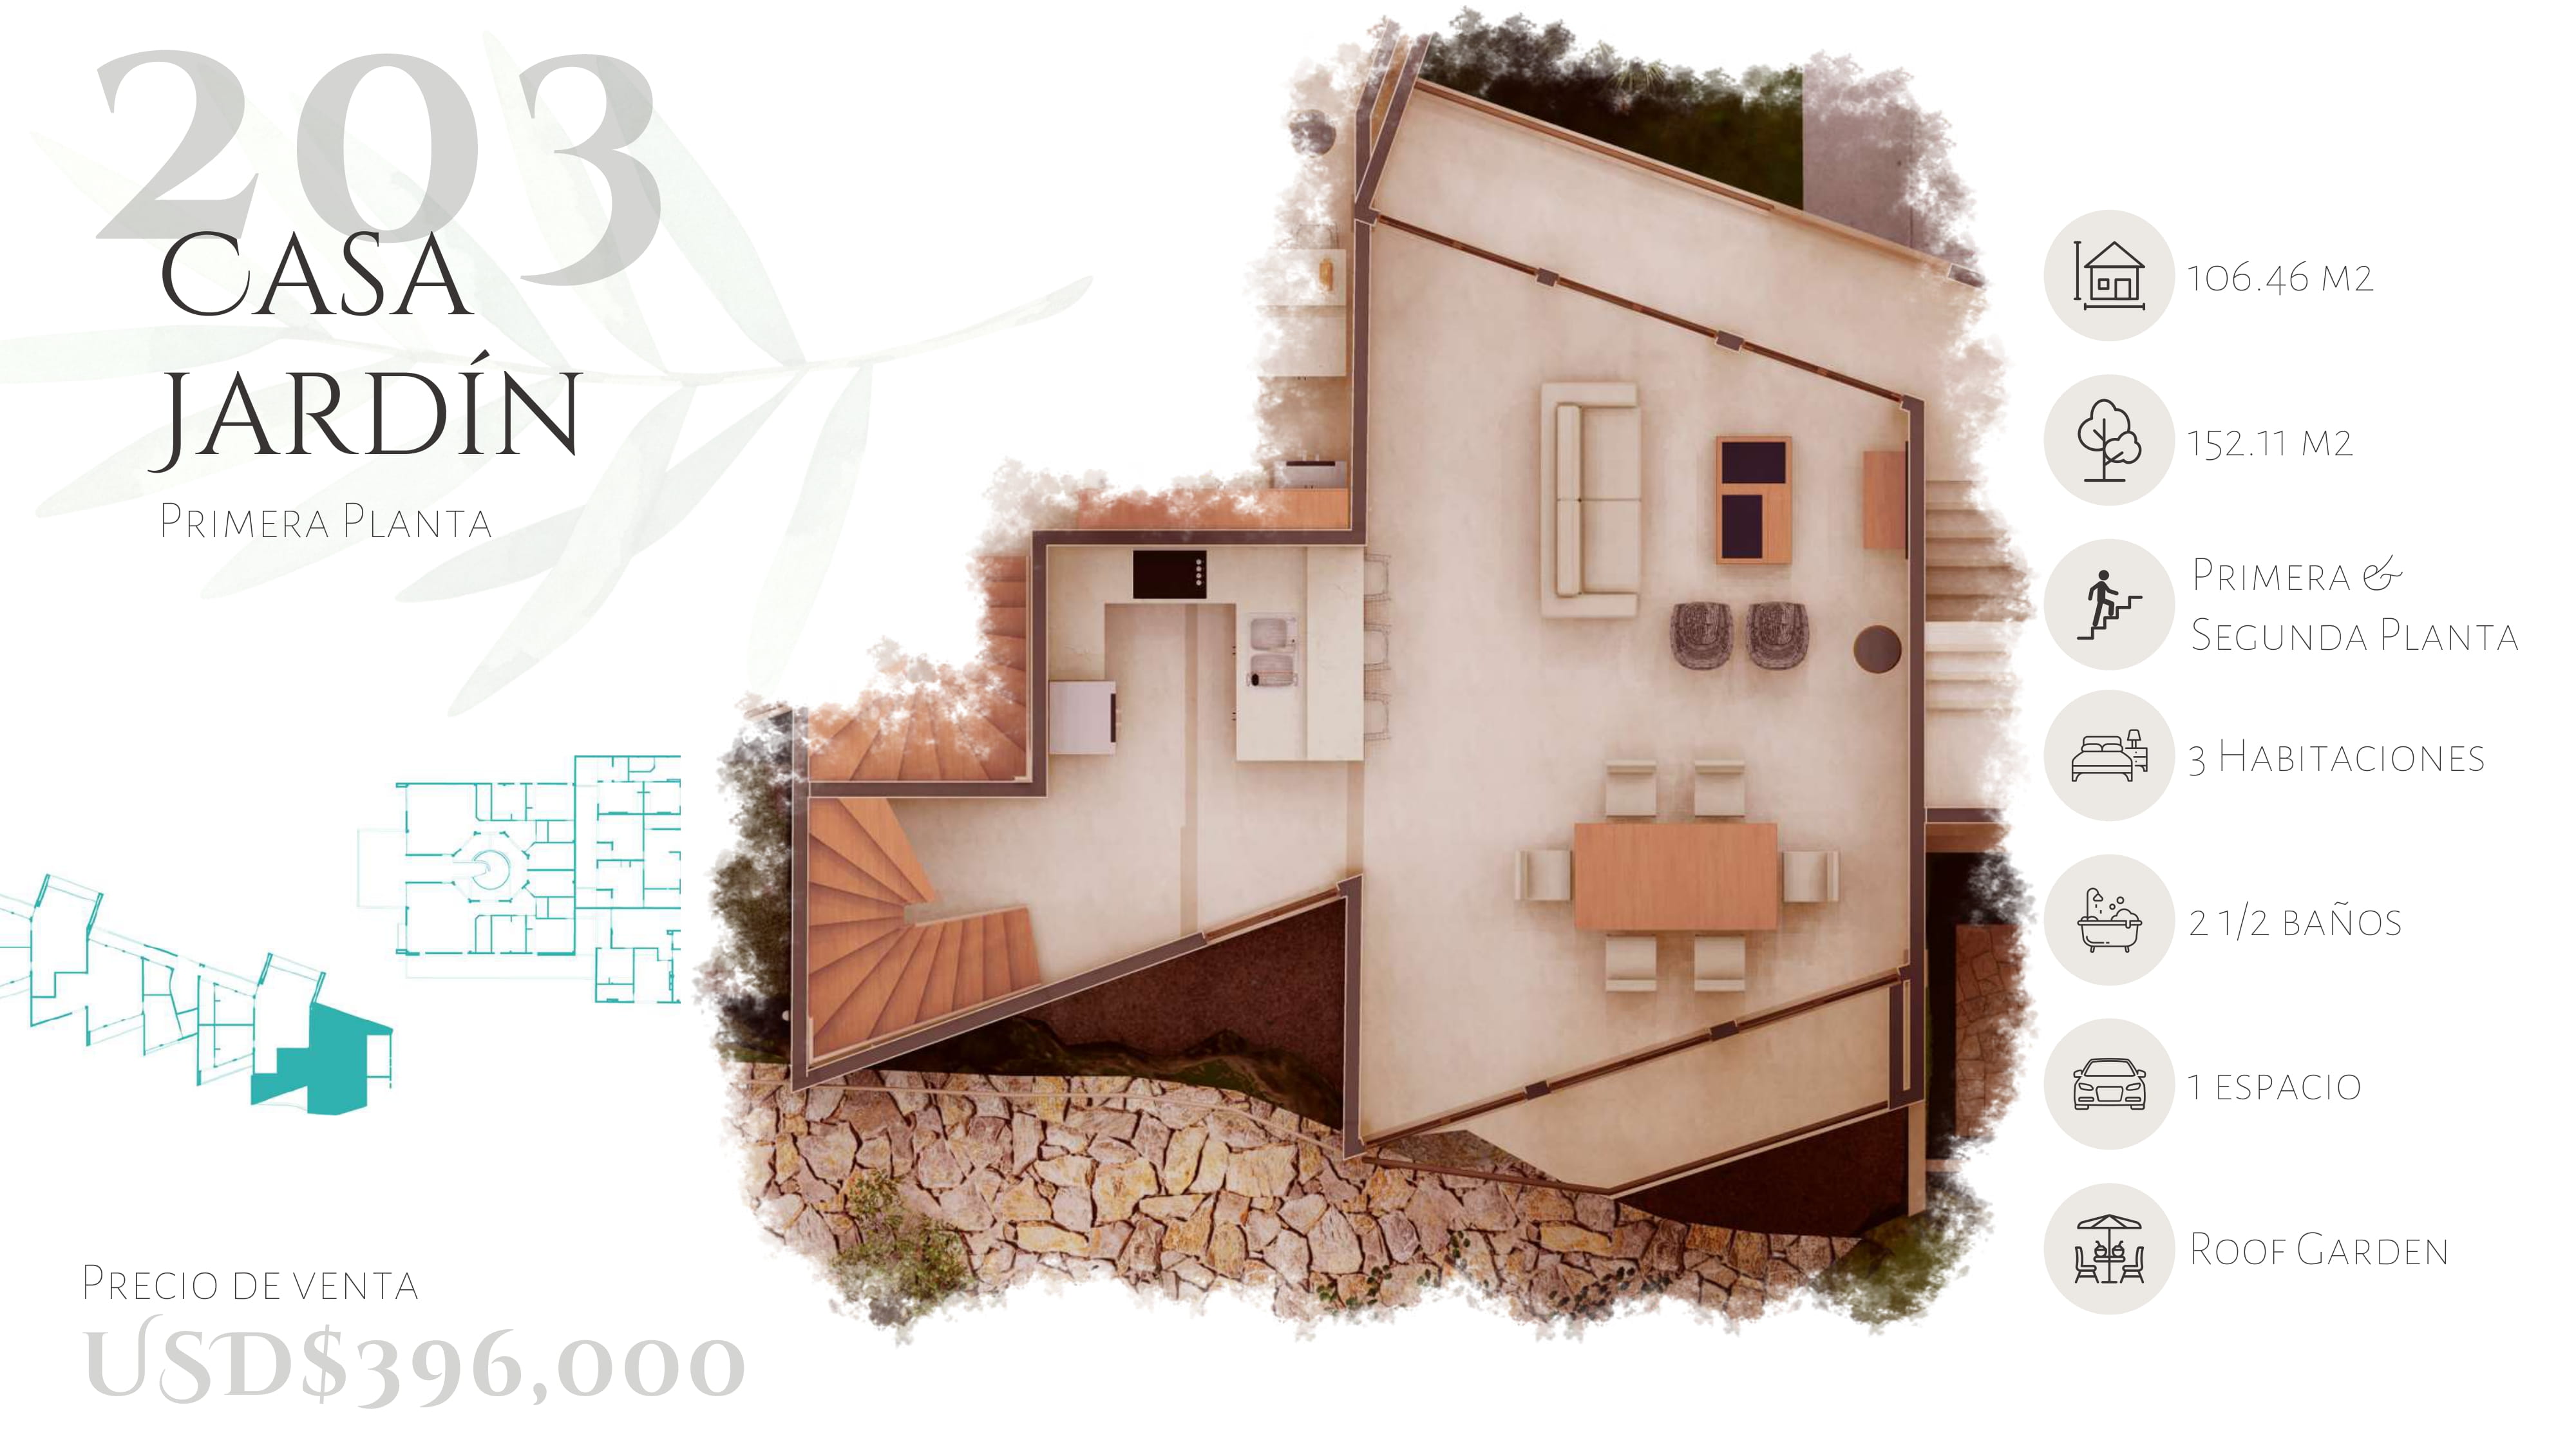 203
Casa
Jardín
Primera Planta
106.46 m2
152.11 m2
Primera &
Segunda Planta
3 Habitaciones
2 1/2 baños
1 espacio
Roof Garden
Precio de venta
USD$396,000